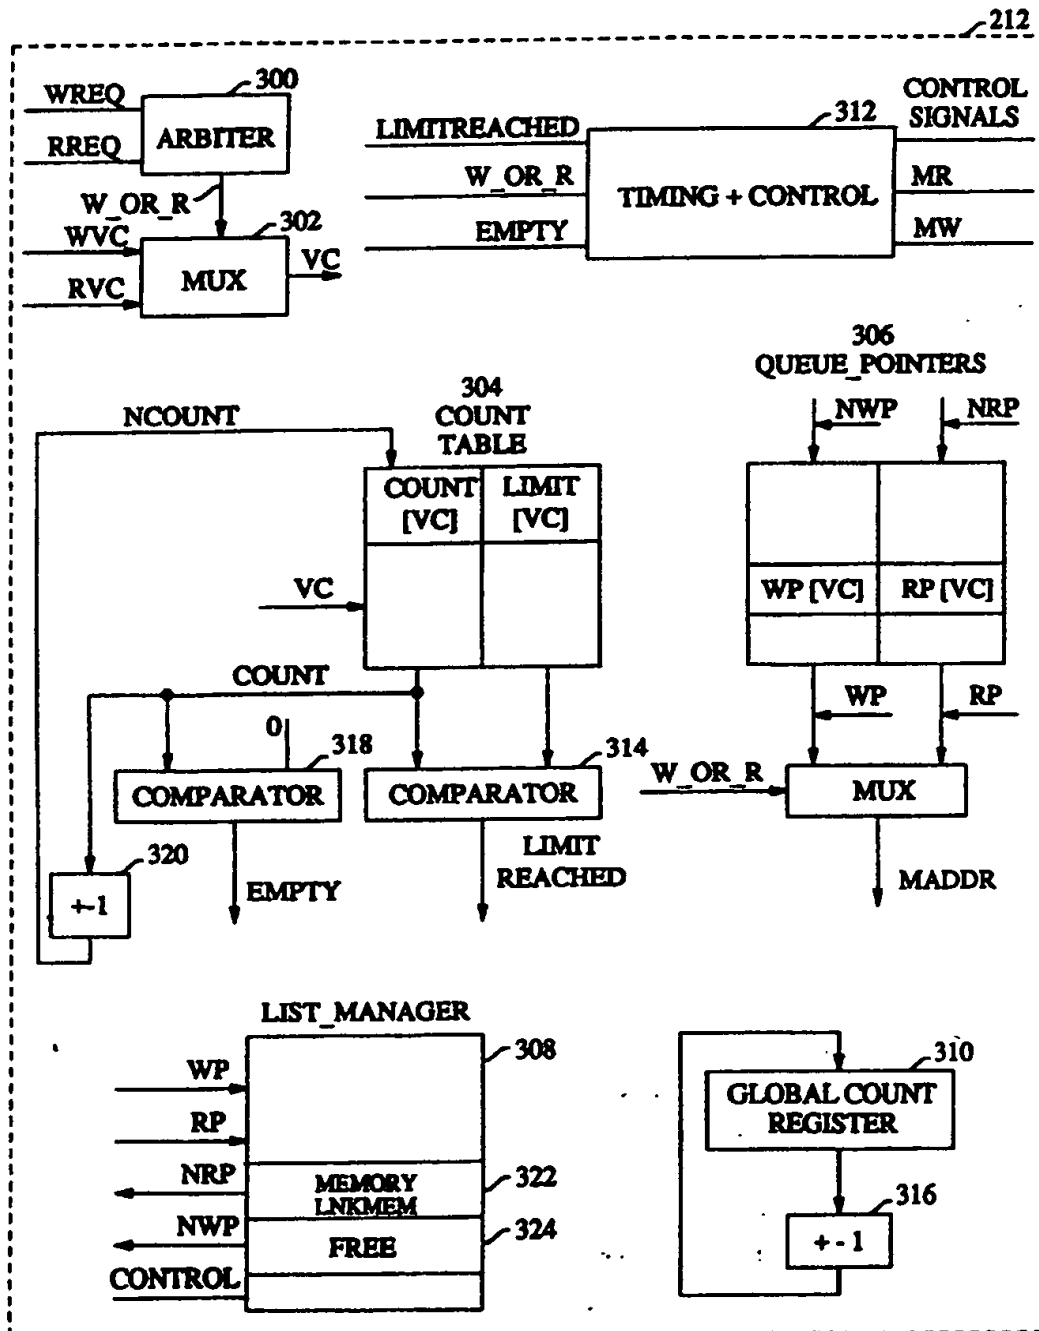 212
300
WREQ
ARBITER
RREQ
W_OR_R
302
WVC
MUX
VC
RVC
CONTROL
SIGNALS
312
LIMITREACHED
W_OR_R
TIMING + CONTROL
MR
EMPTY
MW
304
COUNT
TABLE
NCOUNT
COUNT
[VC]
LIMIT
[VC]
VC
COUNT
0
318
COMPARATOR
314
COMPARATOR
320
+-1
EMPTY
LIMIT
REACHED
306
QUEUE_POINTERS
NWP
NRP
WP [VC]
RP [VC]
WP
RP
W_OR_R
MUX
MADDR
LIST_MANAGER
308
WP
RP
NRP
MEMORY
LNKMEM
322
NWP
FREE
324
CONTROL
310
GLOBAL COUNT
REGISTER
316
+ - 1